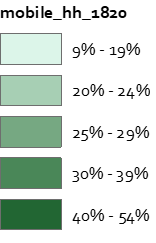 mobile_hh_1820
9% - 19%
20% - 24%
25% - 29%
30% - 39%
40% - 54%